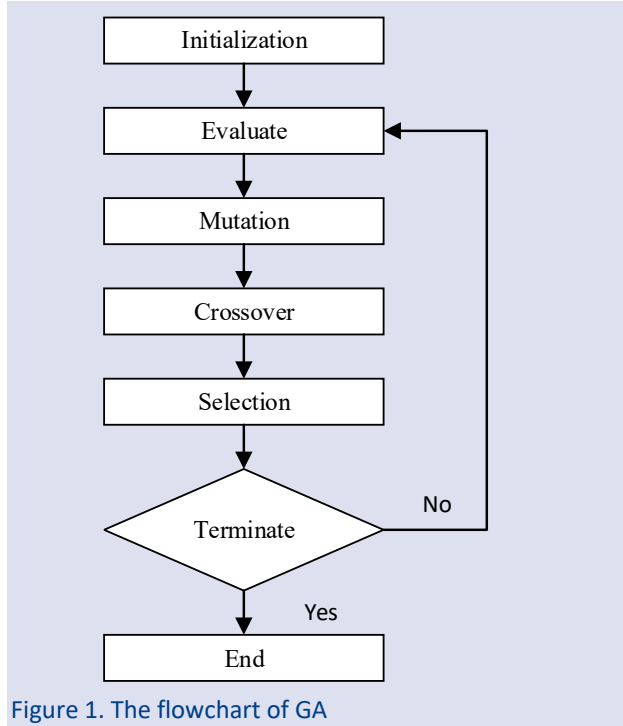 Initialization
Evaluate
Mutation
Crossover
Selection
Terminate
No
Yes
End
Figure 1. The flowchart of GA